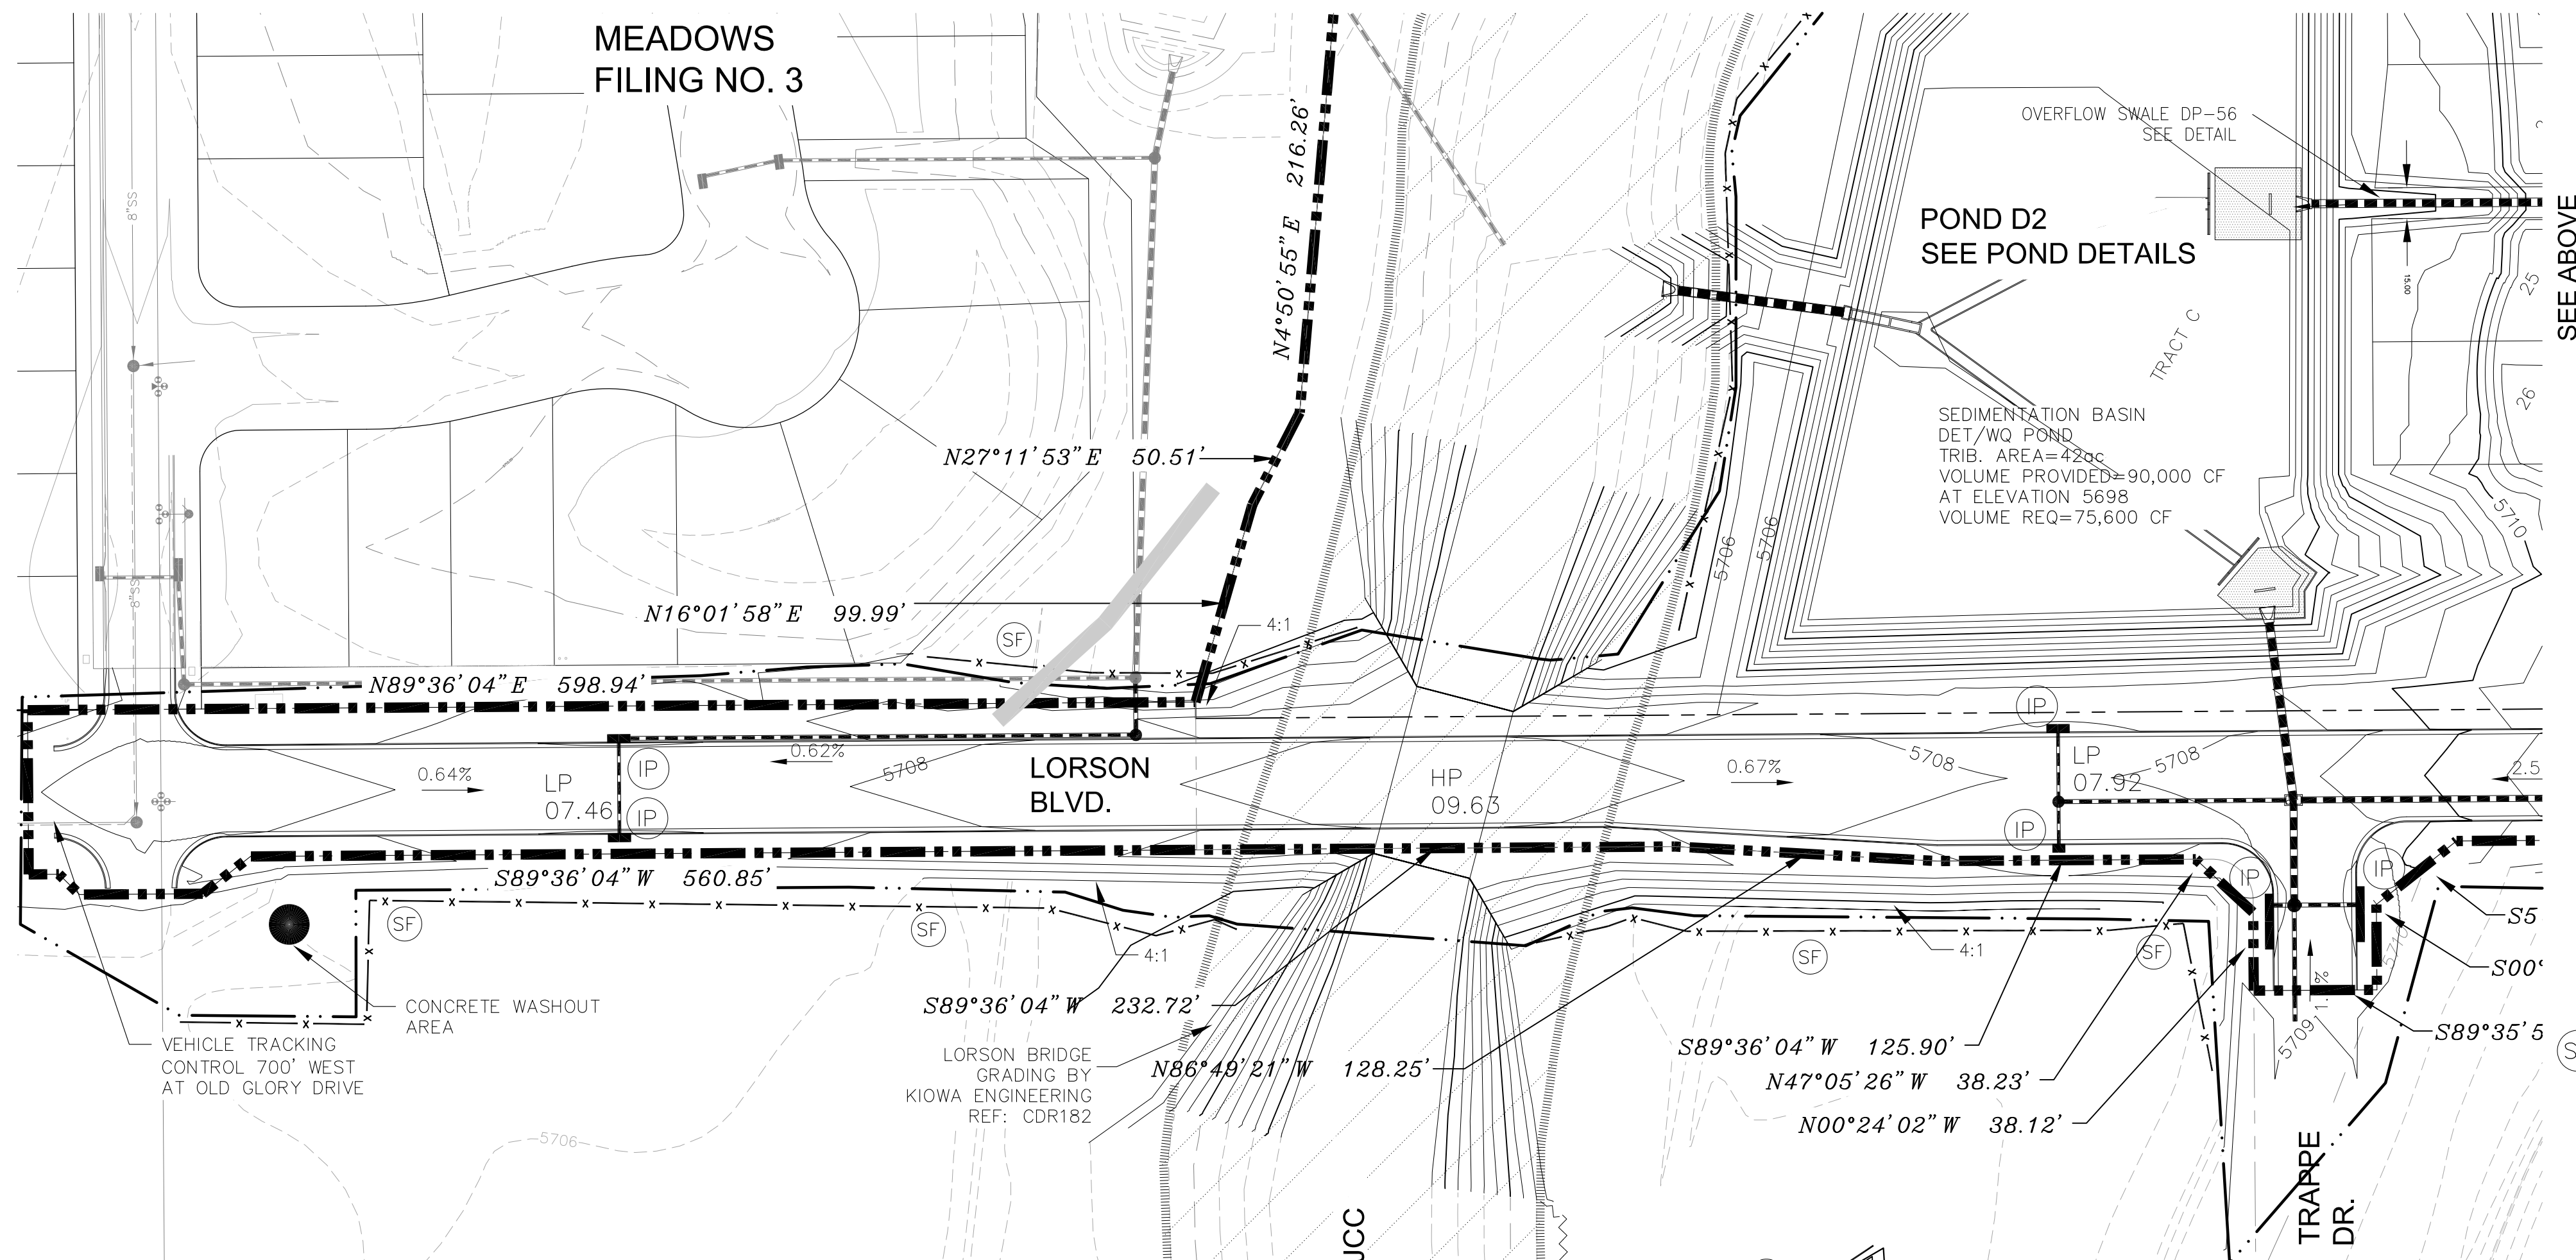 MEADOWS
FILING NO. 3
8"SS
N4°50'55"E 216.26'
OVERFLOW SWALE DP-56
SEE DETAIL
SEE ABOVE
POND D2
SEE POND DETAILS
15.00
25
TRACT C
26
SEDIMENTATION BASIN
DET/WQ POND
TRIB. AREA=42ac
VOLUME PROVIDED=90,000 CF
AT ELEVATION 5698
VOLUME REQ=75,600 CF
N27°11'53"E 50.51'
5710
5706
5706
8"SS
N16°01'58"E 99.99'
SF
4:1
N89°36'04"E 598.94'
IP
0.64%
LP
07.46
IP
IP
0.62%
5708
LORSON
BLVD.
HP
09.63
0.67%
5708
LP
07.92
5708
2.5
IP
S89°36'04"W 560.85'
IP
IP
SF
SF
4:1
SF
4:1
SF
S5
5710
S00°
CONCRETE WASHOUT
AREA
S89°36'04"W 232.72'
VEHICLE TRACKING
CONTROL 700' WEST
AT OLD GLORY DRIVE
LORSON BRIDGE
GRADING BY
KIOWA ENGINEERING
REF: CDR182
N86°49'21"W 128.25'
S89°36'04"W 125.90'
N47°05'26"W 38.23'
N00°24'02"W 38.12'
5709
S89°35'5
5706
JCC
TRAPPE
DR.